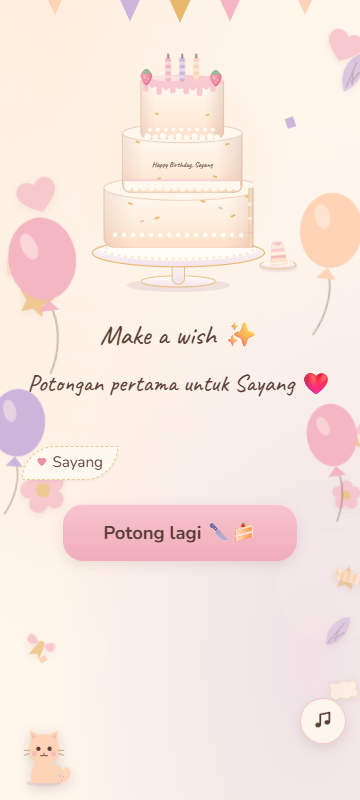 Happy Birthday, Sayang
Make a wish ✨
Potongan pertama untuk Sayang ❤️
Sayang
Potong lagi 🔪🍰